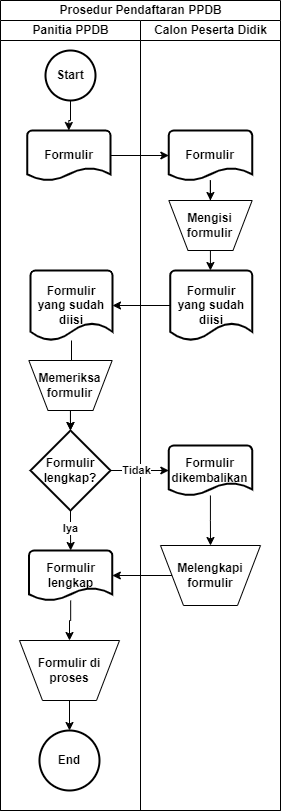 Prosedur Pendaftaran PPDB
Panitia PPDB
Calon Peserta Didik
Start
Formulir
Formulir
Mengisi
formulir
Formulir
yang sudah
diisi
Formulir
yang sudah
diisi
Memeriksa
formulir
Formulir
lengkap?
Tidak
Formulir
dikembalikan
Iya
Formulir
lengkap
Melengkapi
formulir
Formulir di
proses
End